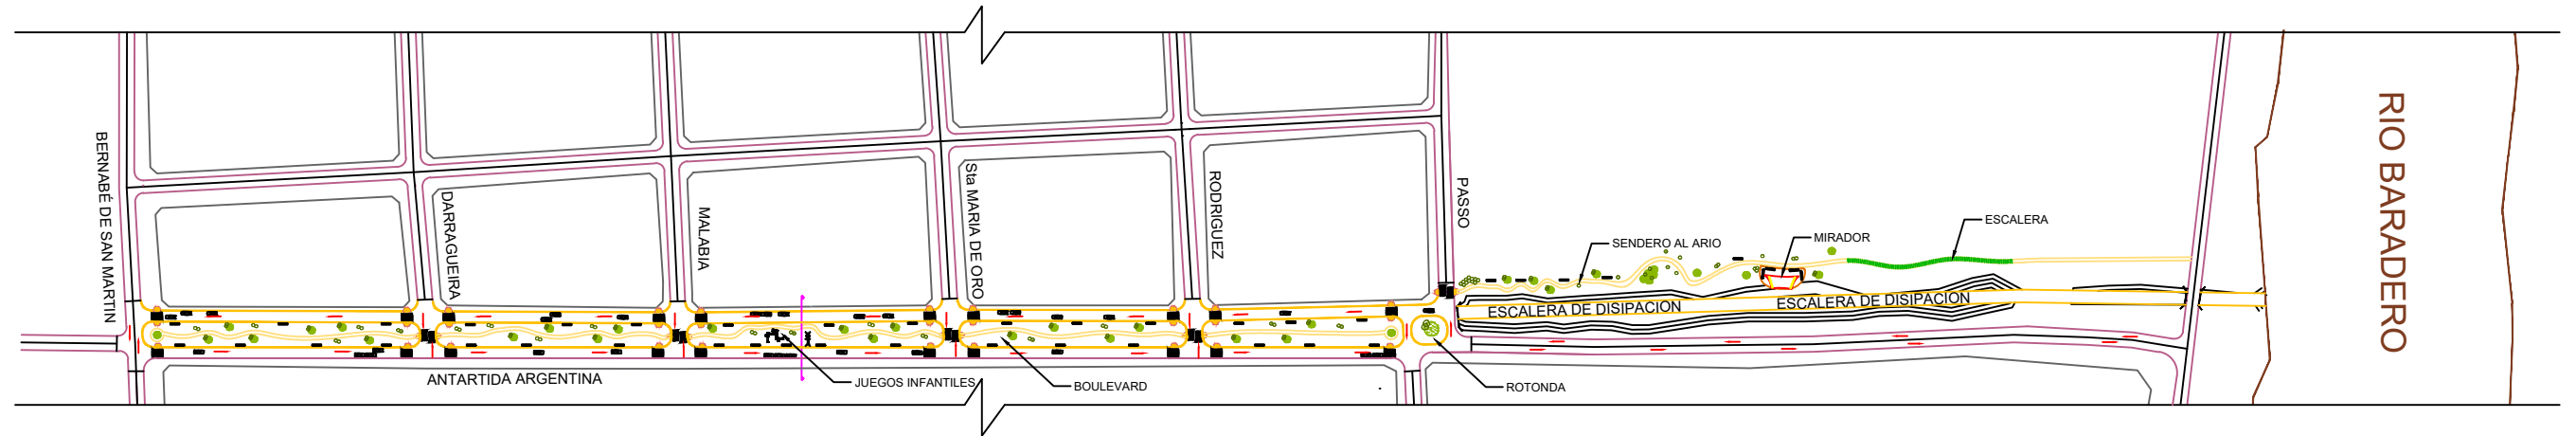 BERNABÉ DE SAN MARTIN
DARRAGUEIRA
MALABIA
Sta MARIA DE ORO
RODRIGUEZ
PASSO
SENDERO AL ARIO
MIRADOR
ESCALERA
RIO BARADERO
ESCALERA DE DISIPACION
ESCALERA DE DISIPACION
ANTARTIDA ARGENTINA
JUEGOS INFANTILES
BOULEVARD
ROTONDA